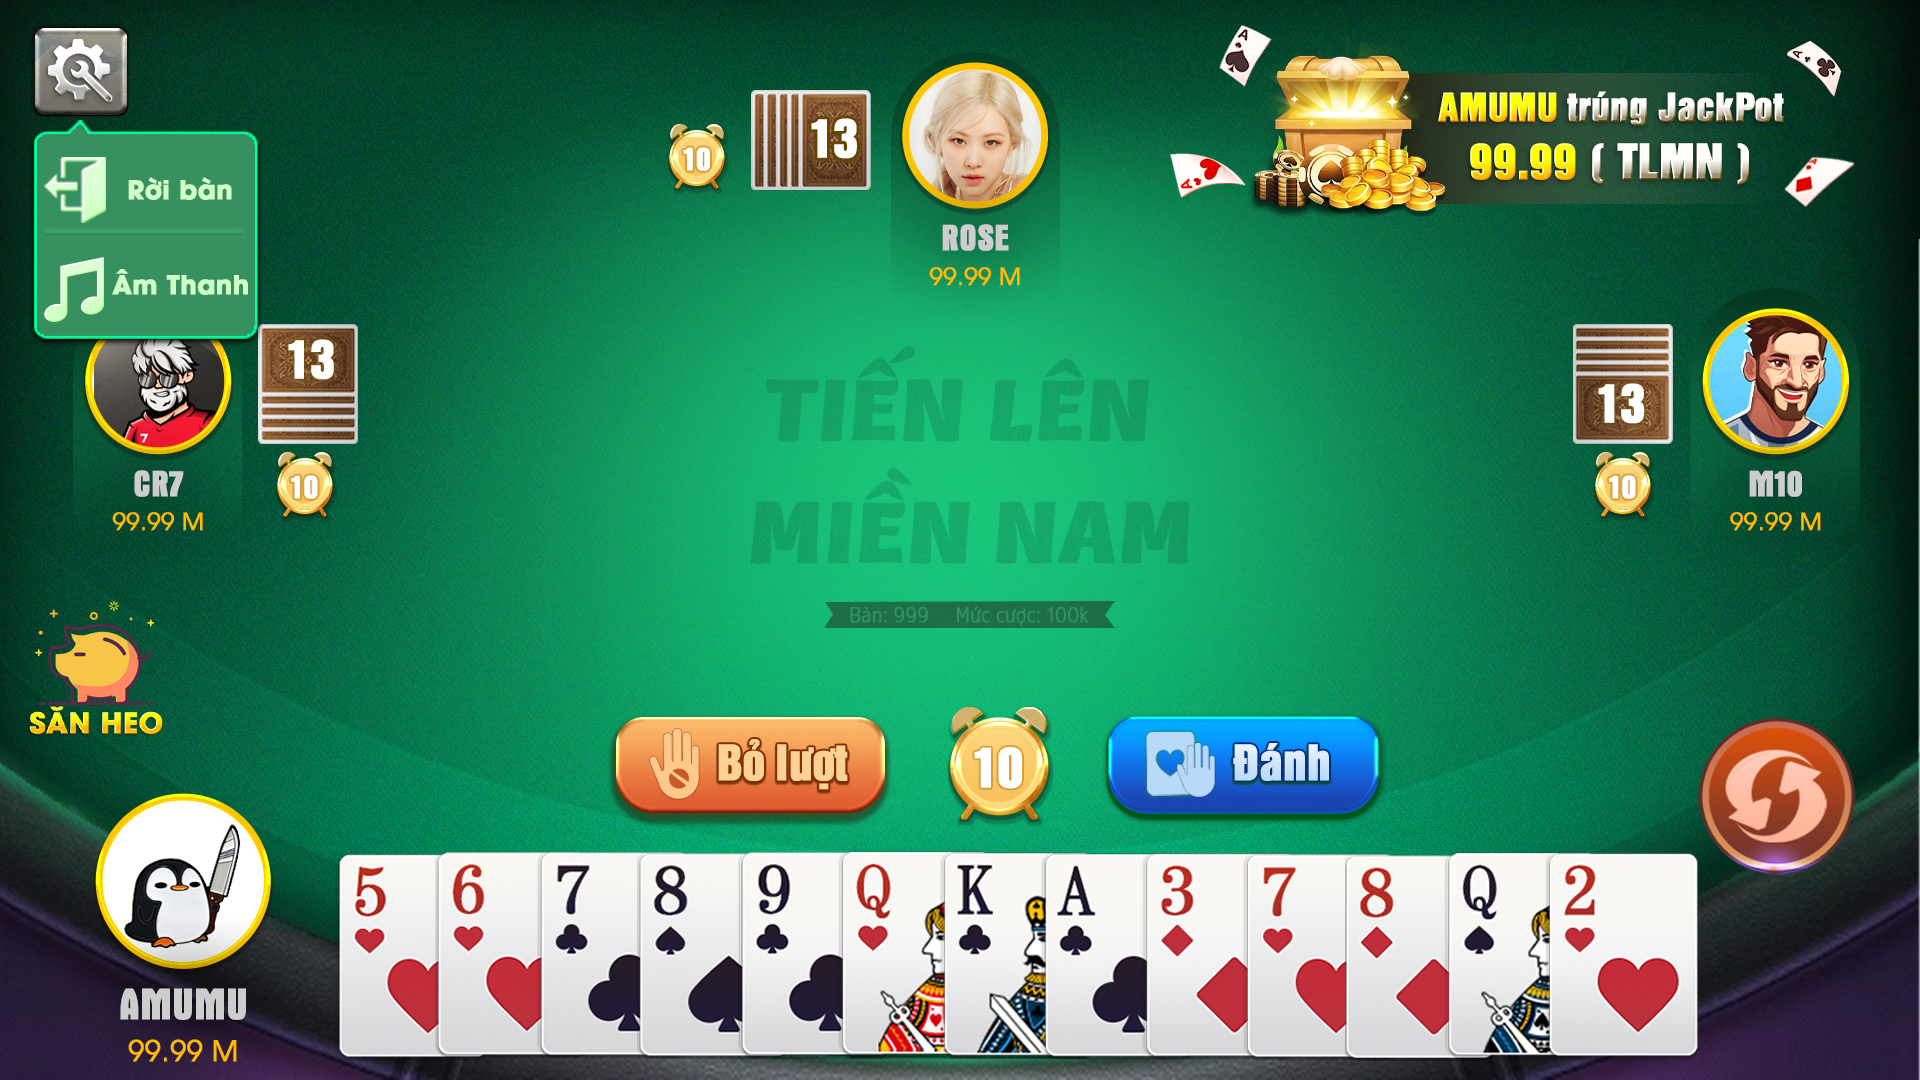 AMUMU trúng JackPot
99.99 ( TLMN )
10
13
ROSE
99.99 M
Rời bàn
Âm Thanh
13
7
CR7
99.99 M
10
13
M10
99.99 M
10
TIẾN LÊN
MIỀN NAM
Bàn: 999 Mức cược: 100k
SĂN HEO
Bỏ lượt
10
Đánh
AMUMU
99.99 M
5 6 7 8 9 Q K A 3 7 8 Q 2
A
A
A
A